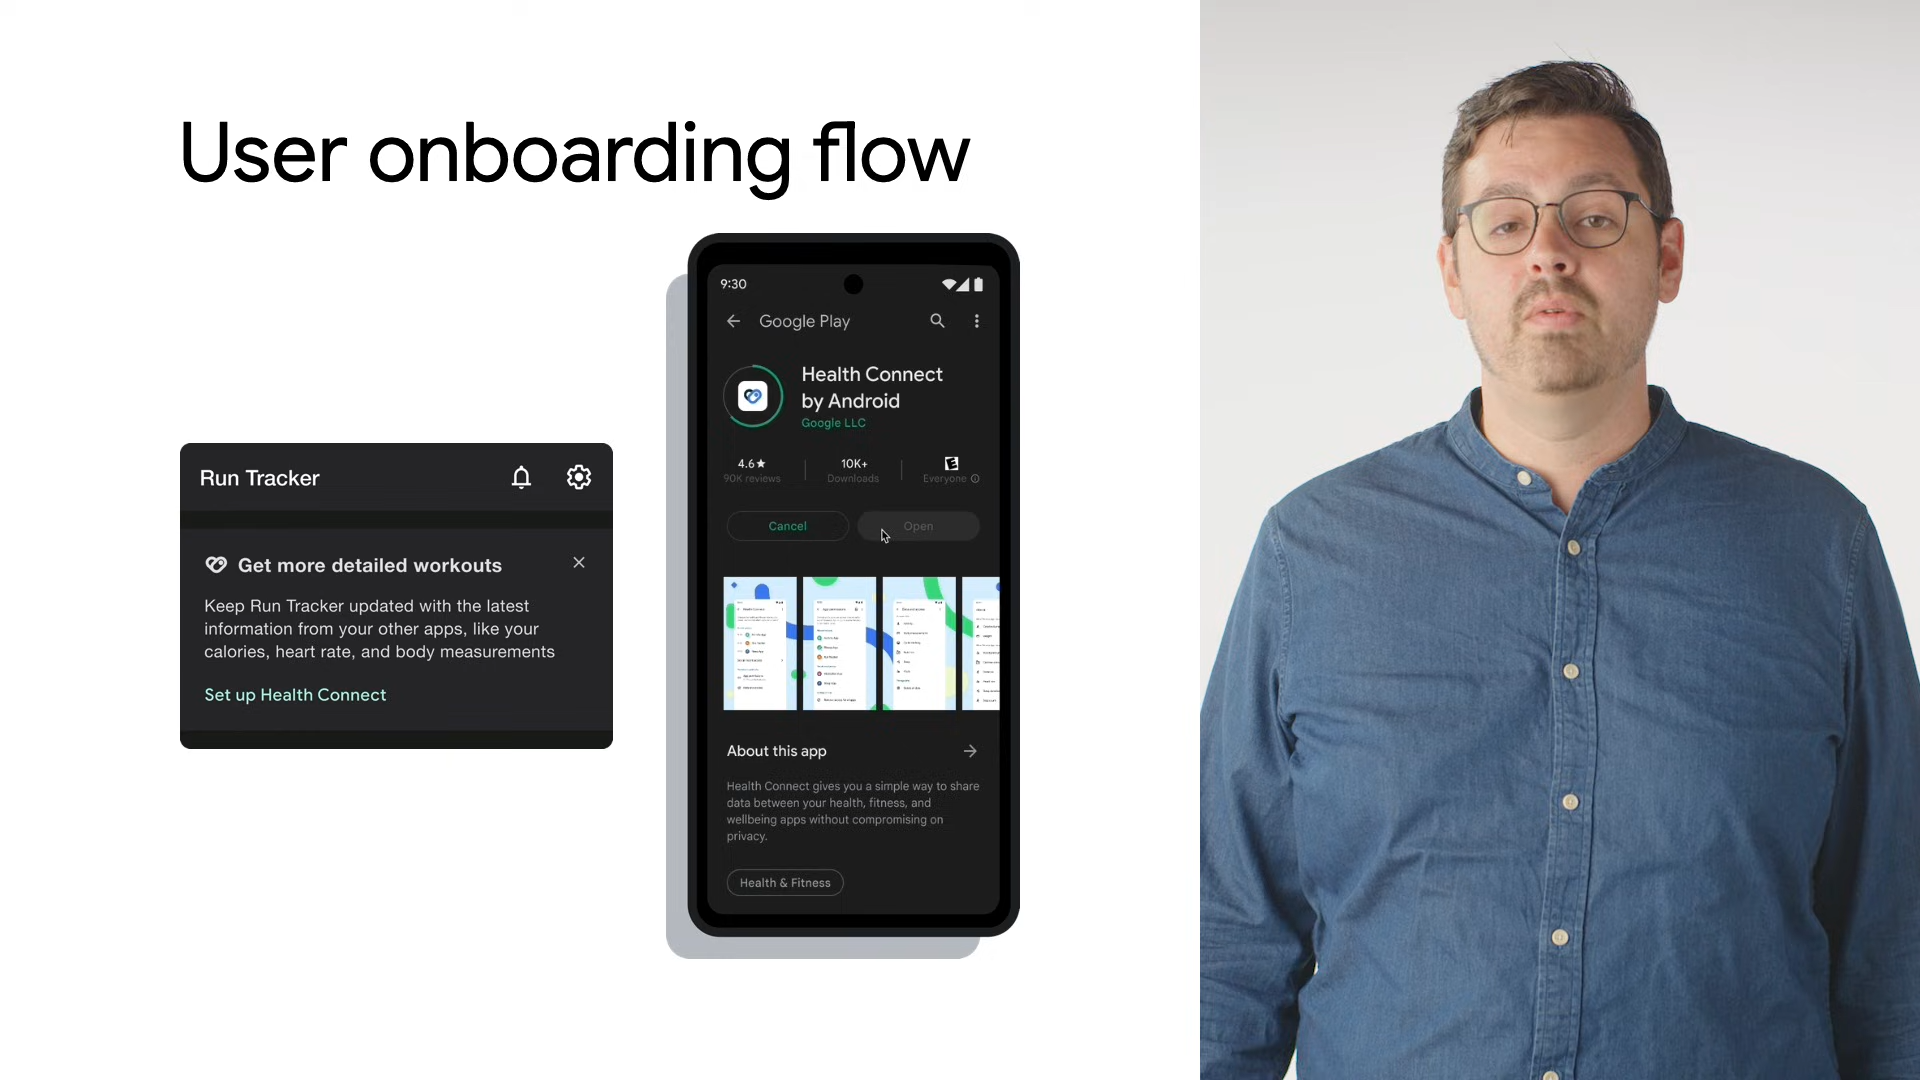 User onboarding flow
Run Tracker
Get more detailed workouts
Keep Run Tracker updated with the latest
information from your other apps, like your
calories, heart rate, and body measurements
Set up Health Connect
9:30
Google Play
Health Connect
by Android
Google LLC
4.6★ 10K+ E
90K reviews Downloads Everyone
Cancel Open
About this app
Health Connect gives you a simple way to share
data between your health, fitness, and
wellbeing apps without compromising on
privacy.
Health & Fitness